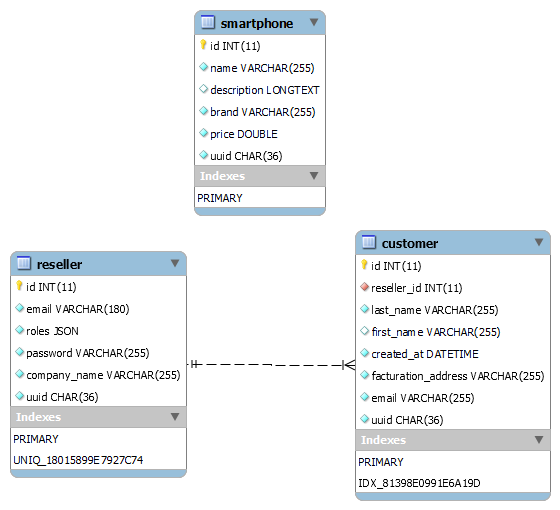 smartphone
id INT(11)
name VARCHAR(255)
description LONGTEXT
brand VARCHAR(255)
price DOUBLE
uuid CHAR(36)
Indexes
PRIMARY
reseller
id INT(11)
email VARCHAR(180)
roles JSON
password VARCHAR(255)
company_name VARCHAR(255)
uuid CHAR(36)
Indexes
PRIMARY
UNIQ_18015899E7927C74
customer
id INT(11)
reseller_id INT(11)
last_name VARCHAR(255)
first_name VARCHAR(255)
created_at DATETIME
facturation_address VARCHAR(255)
email VARCHAR(255)
uuid CHAR(36)
Indexes
PRIMARY
IDX_81398E0991E6A19D